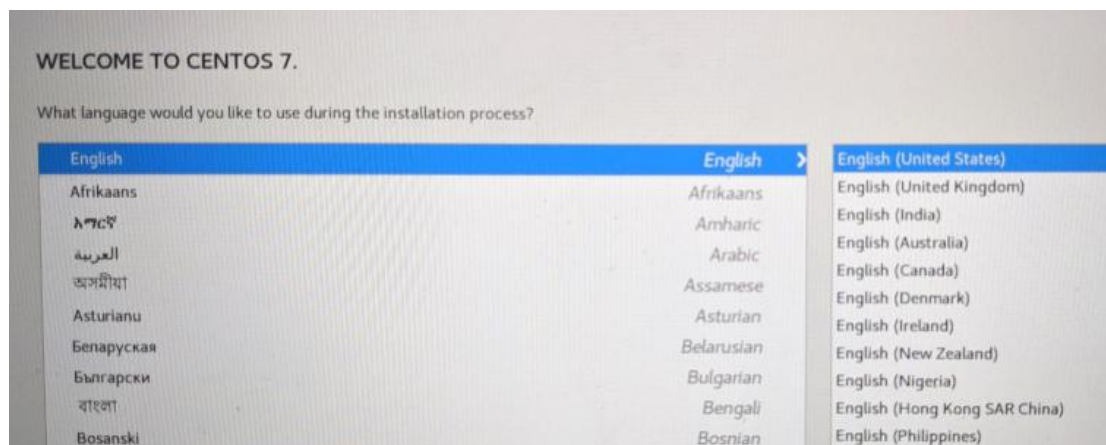 WELCOME TO CENTOS 7.
What language would you like to use during the installation process?
English English
Afrikaans Afrikaans
አማርኛ Amharic
العربية Arabic
অসমীয়া Assamese
Asturianu Asturian
Беларуская Belarusian
Български Bulgarian
বাংলা Bengali
Bosanski Bosnian
English (United States)
English (United Kingdom)
English (India)
English (Australia)
English (Canada)
English (Denmark)
English (Ireland)
English (New Zealand)
English (Nigeria)
English (Hong Kong SAR China)
English (Philippines)